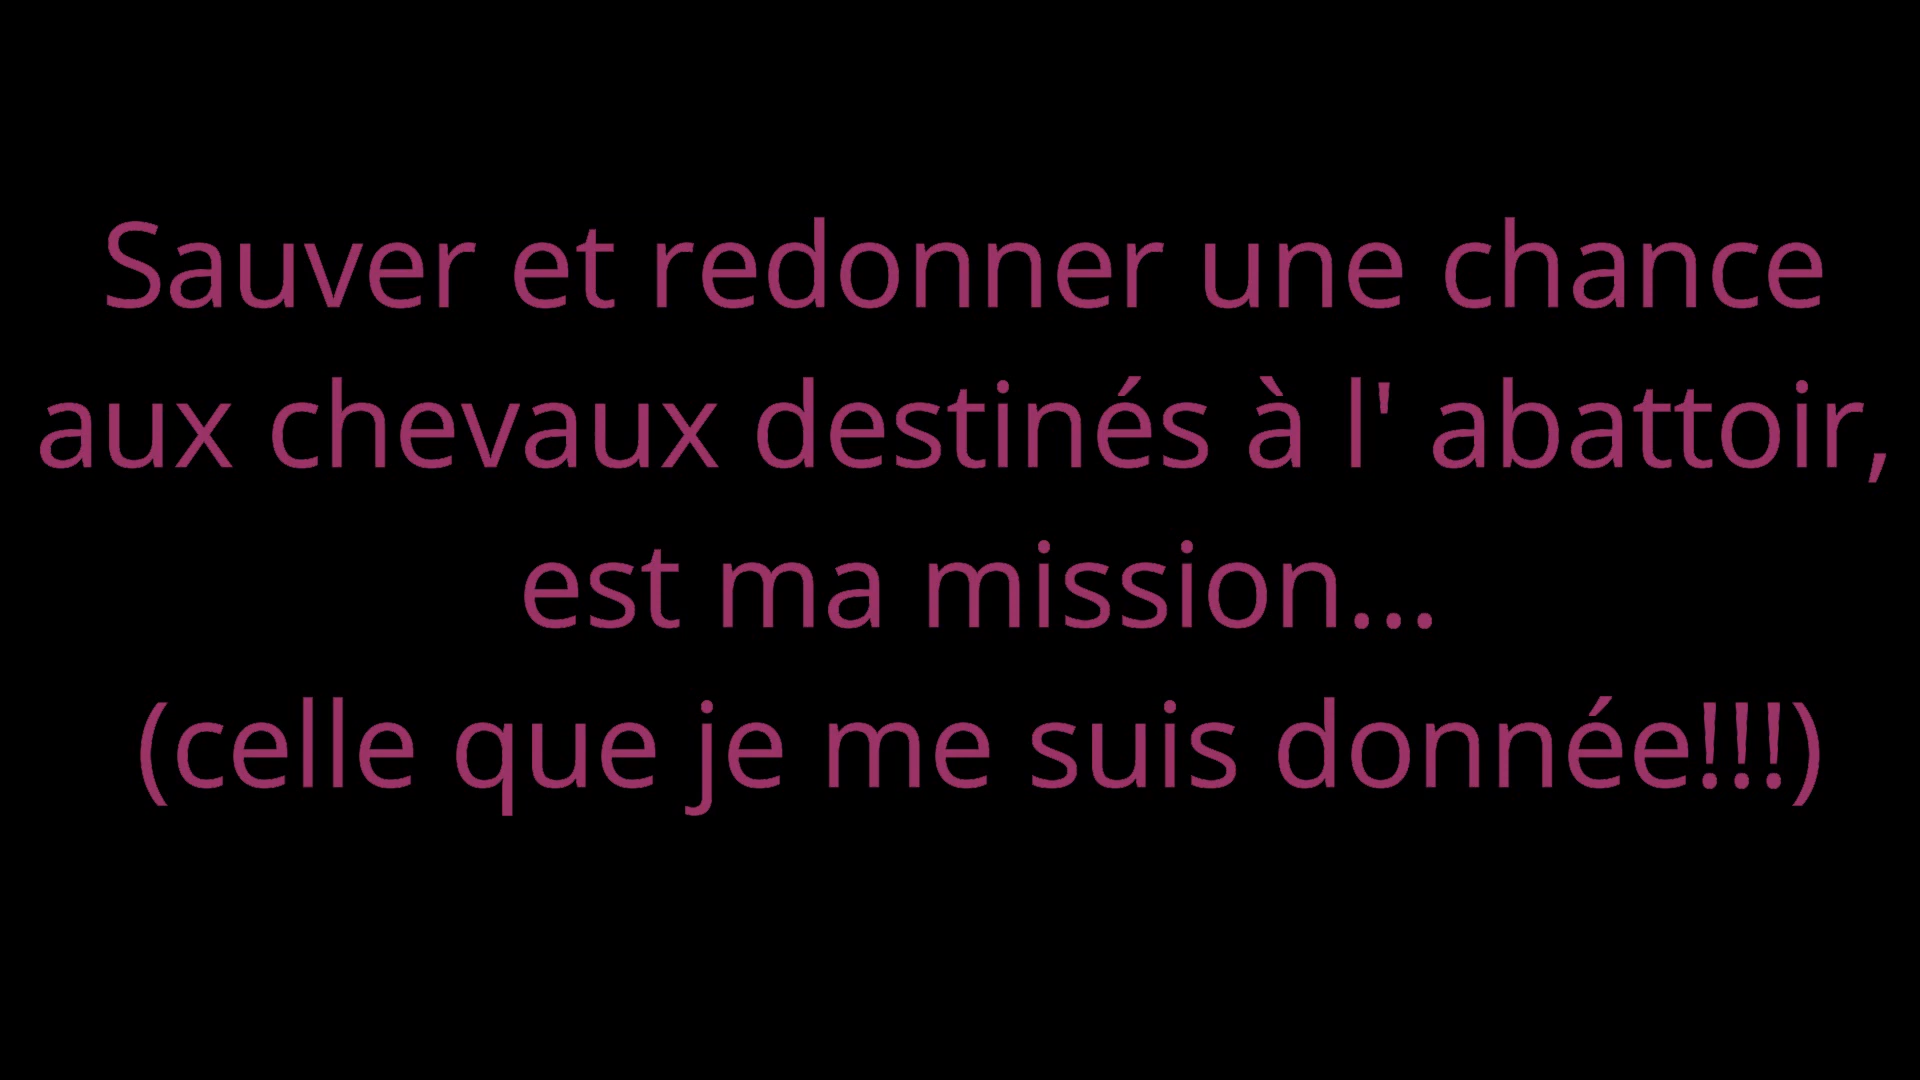 Sauver et redonner une chance
aux chevaux destinés à l' abattoir,
est ma mission...
(celle que je me suis donnée!!!)